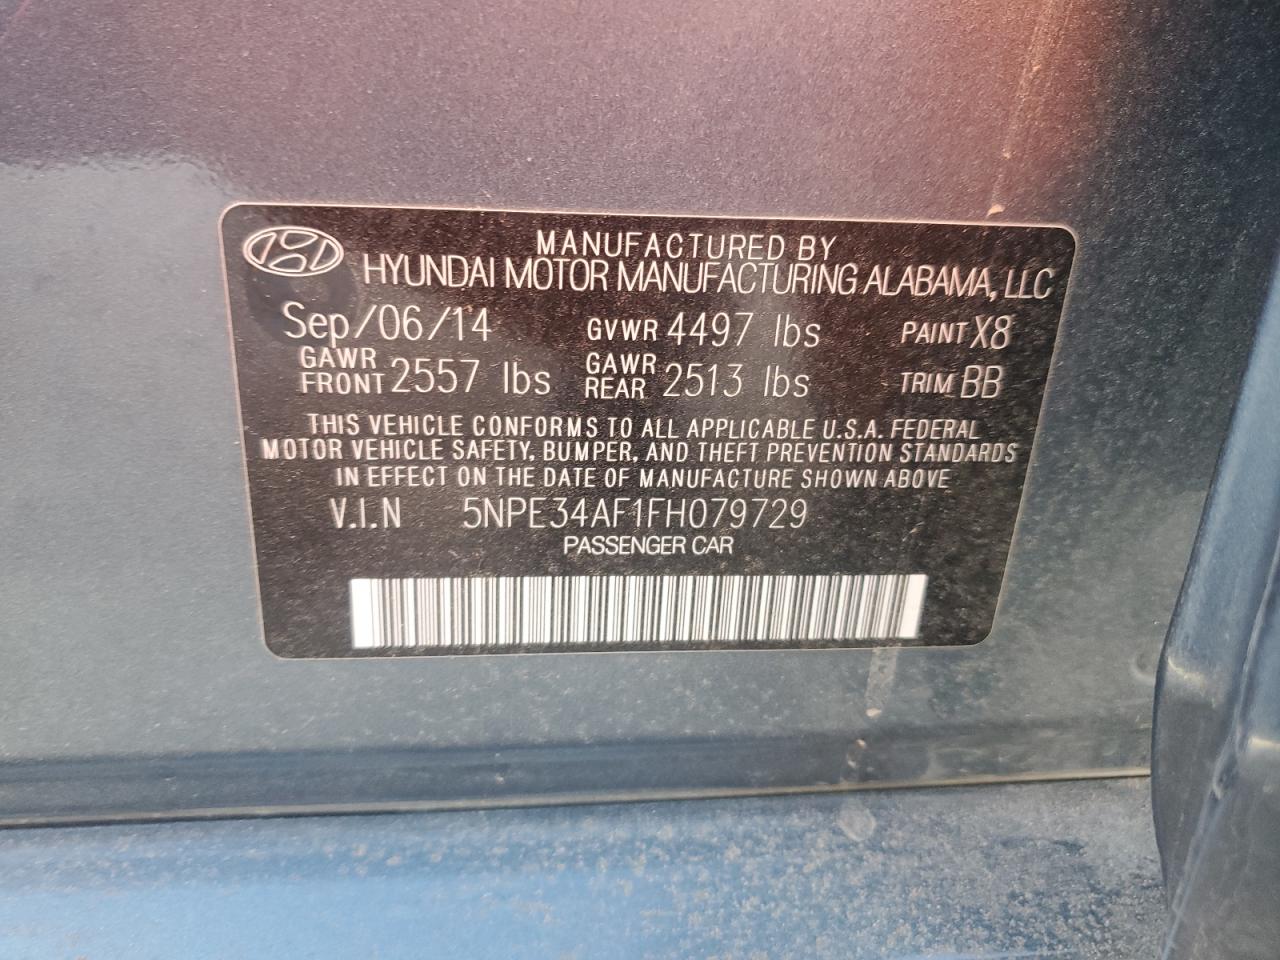 MANUFACTURED BY
HYUNDAI MOTOR MANUFACTURING ALABAMA, LLC
Sep/06/14 GVWR 4497 lbs PAINT X8
GAWR FRONT 2557 lbs GAWR REAR 2513 lbs TRIM BB
THIS VEHICLE CONFORMS TO ALL APPLICABLE U.S.A. FEDERAL
MOTOR VEHICLE SAFETY, BUMPER, AND THEFT PREVENTION STANDARDS
IN EFFECT ON THE DATE OF MANUFACTURE SHOWN ABOVE
V.I.N 5NPE34AF1FH079729
PASSENGER CAR